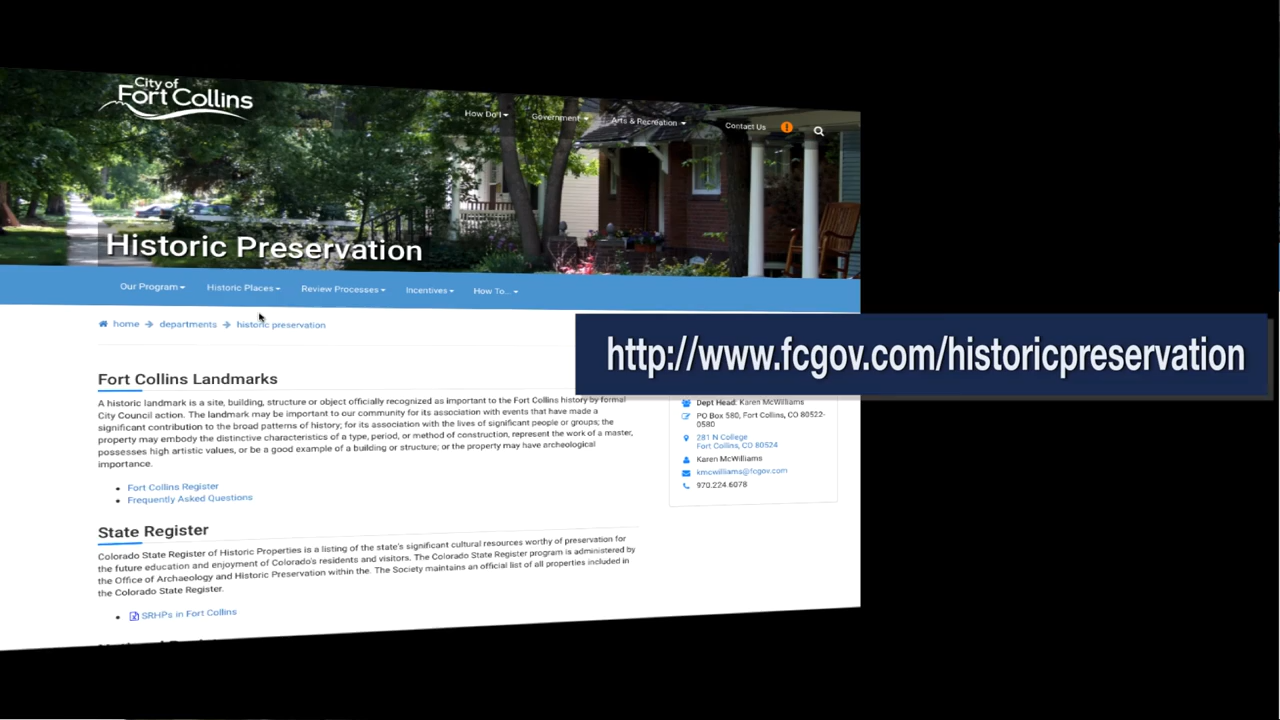 City of
Fort Collins
How Do I
Government
Arts & Recreation
Contact Us
Historic Preservation
Our Program
Historic Places
Review Processes
Incentives
How To...
home
departments
historic preservation
http://www.fcgov.com/historicpreservation
Fort Collins Landmarks
A historic landmark is a site, building, structure or object officially recognized as important to the Fort Collins history by formal
City Council action. The landmark may be important to our community for its association with events that have made a
significant contribution to the broad patterns of history; for its association with the lives of significant people or groups; the
property may embody the distinctive characteristics of a type, period, or method of construction, represent the work of a master,
possesses high artistic values, or be a good example of a building or structure; or the property may have archeological
importance.
Fort Collins Register
Frequently Asked Questions
Dept Head: Karen McWilliams
PO Box 580, Fort Collins, CO 80522-
0580
281 N College
Fort Collins, CO 80524
Karen McWilliams
kmcwilliams@fcgov.com
970.224.6078
State Register
Colorado State Register of Historic Properties is a listing of the state's significant cultural resources worthy of preservation for
the future education and enjoyment of Colorado's residents and visitors. The Colorado State Register program is administered by
the Office of Archaeology and Historic Preservation within the. The Society maintains an official list of all properties included in
the Colorado State Register.
SRHPs in Fort Collins